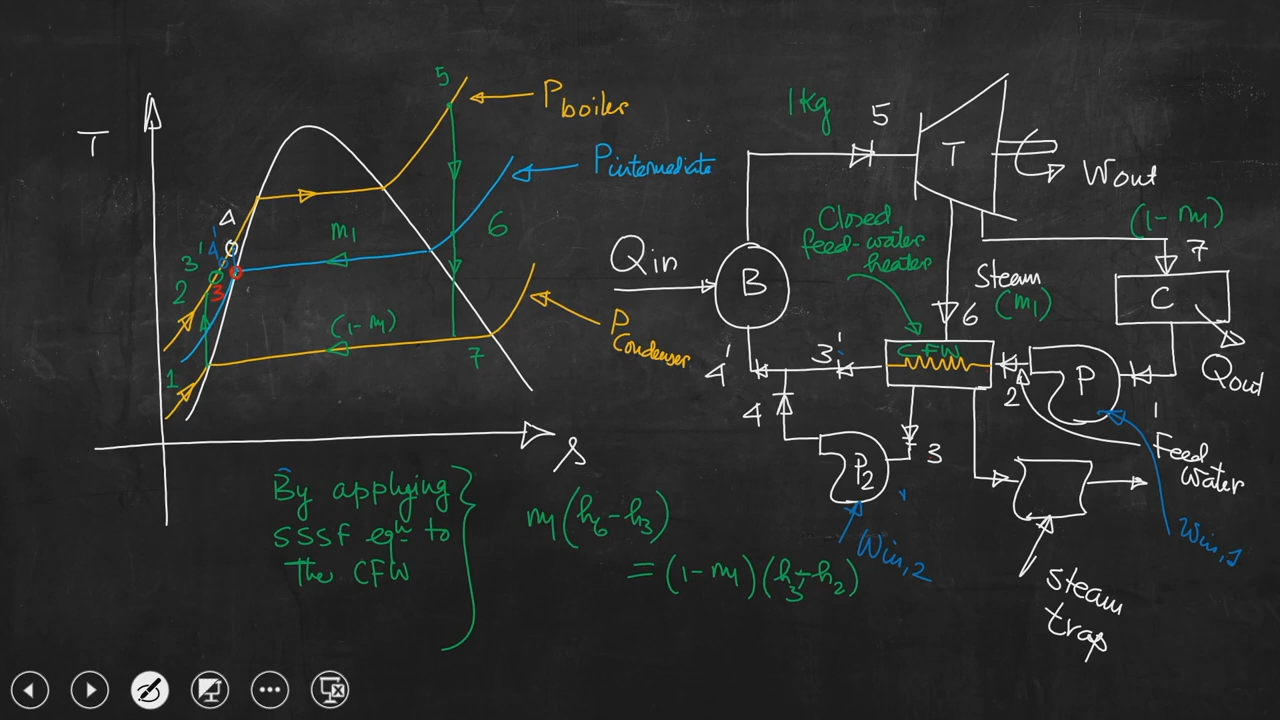 T
5
P boiler
P intermediate
4
4'
3'
2
3
m1
6
(1-m1)
P Condenser
1
7
s
1kg
5
T
Wout
Closed
feed-water
heater
(1-m1)
7
Qin
B
Steam
(m1)
6
C
Qout
CFW
4'
3'
2
P
1
4
P2
3
Feed
water
Win,1
Win,2
steam
trap
By applying
SSSF eqn to
The CFW
m1(h6-h3)
=(1-m1)(h3'-h2)